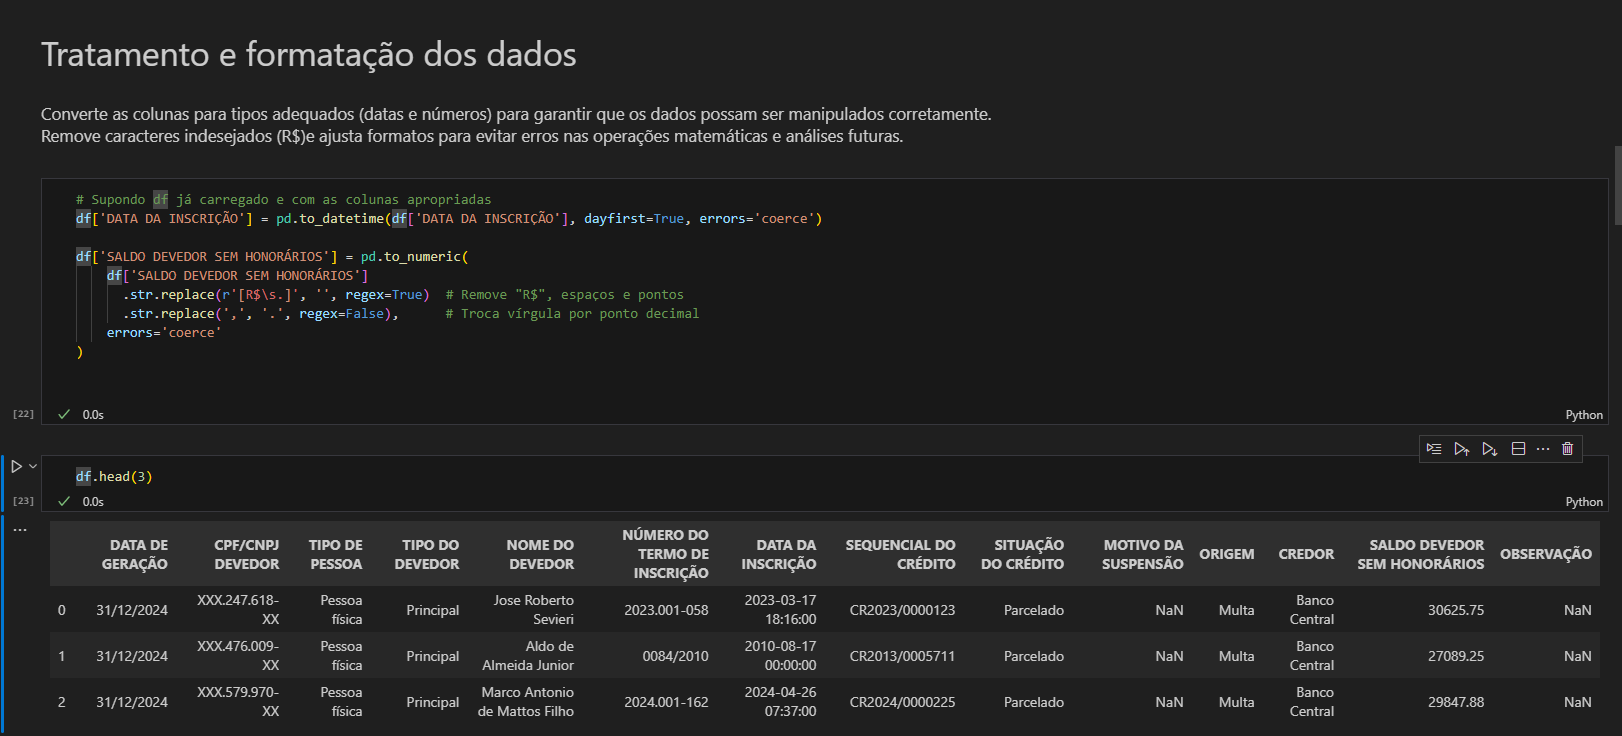 Tratamento e formatação dos dados
Converte as colunas para tipos adequados (datas e números) para garantir que os dados possam ser manipulados corretamente.
Remove caracteres indesejados (R$)e ajusta formatos para evitar erros nas operações matemáticas e análises futuras.
# Supondo df já carregado e com as colunas apropriadas
df['DATA DA INSCRIÇÃO'] = pd.to_datetime(df['DATA DA INSCRIÇÃO'], dayfirst=True, errors='coerce')
df['SALDO DEVEDOR SEM HONORÁRIOS'] = pd.to_numeric(
df['SALDO DEVEDOR SEM HONORÁRIOS']
.str.replace(r'[R$\s.]', '', regex=True)  # Remove "R$", espaços e pontos
.str.replace(',', '.', regex=False),      # Troca vírgula por ponto decimal
errors='coerce'
)
[22] 0.0s Python
df.head(3)
[23] 0.0s Python
DATA DE GERAÇÃO CPF/CNPJ DEVEDOR TIPO DE PESSOA TIPO DO DEVEDOR NOME DO DEVEDOR NÚMERO DO TERMO DE INSCRIÇÃO DATA DA INSCRIÇÃO SEQUENCIAL DO CRÉDITO SITUAÇÃO DO CRÉDITO MOTIVO DA SUSPENSÃO ORIGEM CREDOR SALDO DEVEDOR SEM HONORÁRIOS OBSERVAÇÃO
0 31/12/2024 XXX.247.618-XX Pessoa física Principal Jose Roberto Sevieri 2023.001-058 2023-03-17 18:16:00 CR2023/0000123 Parcelado NaN Multa Banco Central 30625.75 NaN
1 31/12/2024 XXX.476.009-XX Pessoa física Principal Aldo de Almeida Junior 0084/2010 2010-08-17 00:00:00 CR2013/0005711 Parcelado NaN Multa Banco Central 27089.25 NaN
2 31/12/2024 XXX.579.970-XX Pessoa física Principal Marco Antonio de Mattos Filho 2024.001-162 2024-04-26 07:37:00 CR2024/0000225 Parcelado NaN Multa Banco Central 29847.88 NaN